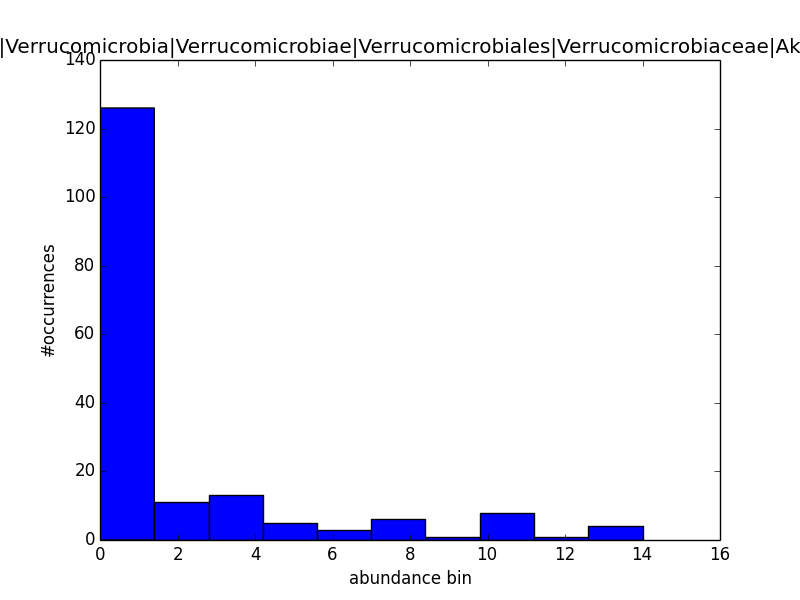 |Verrucomicrobia|Verrucomicrobiae|Verrucomicrobiales|Verrucomicrobiaceae|Ak
140
120
100
80
60
40
20
0
#occurrences
0 2 4 6 8 10 12 14 16
abundance bin